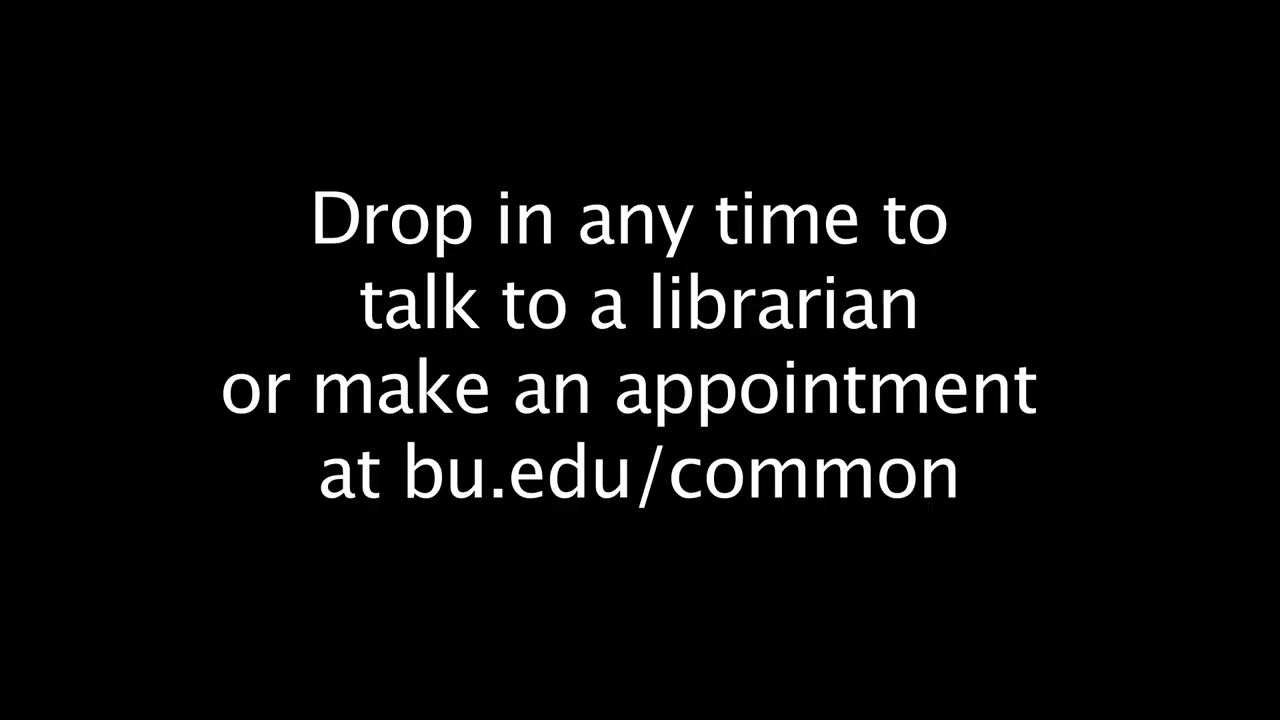 Drop in any time to
talk to a librarian
or make an appointment
at bu.edu/common